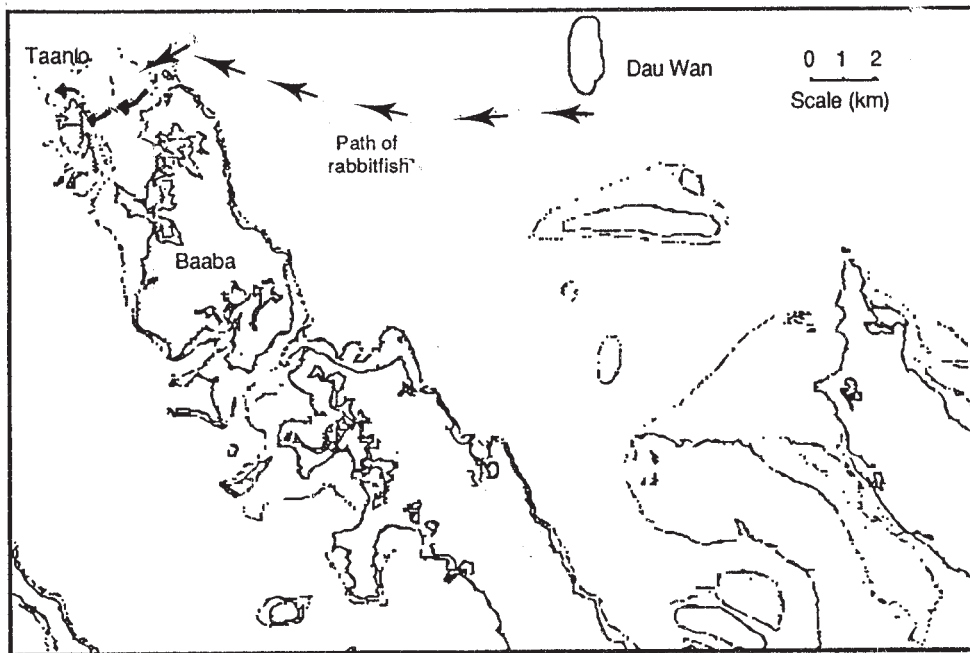 Taanlo
Dau Wan
0 1 2
Scale (km)
Path of
rabbitfish
Baaba